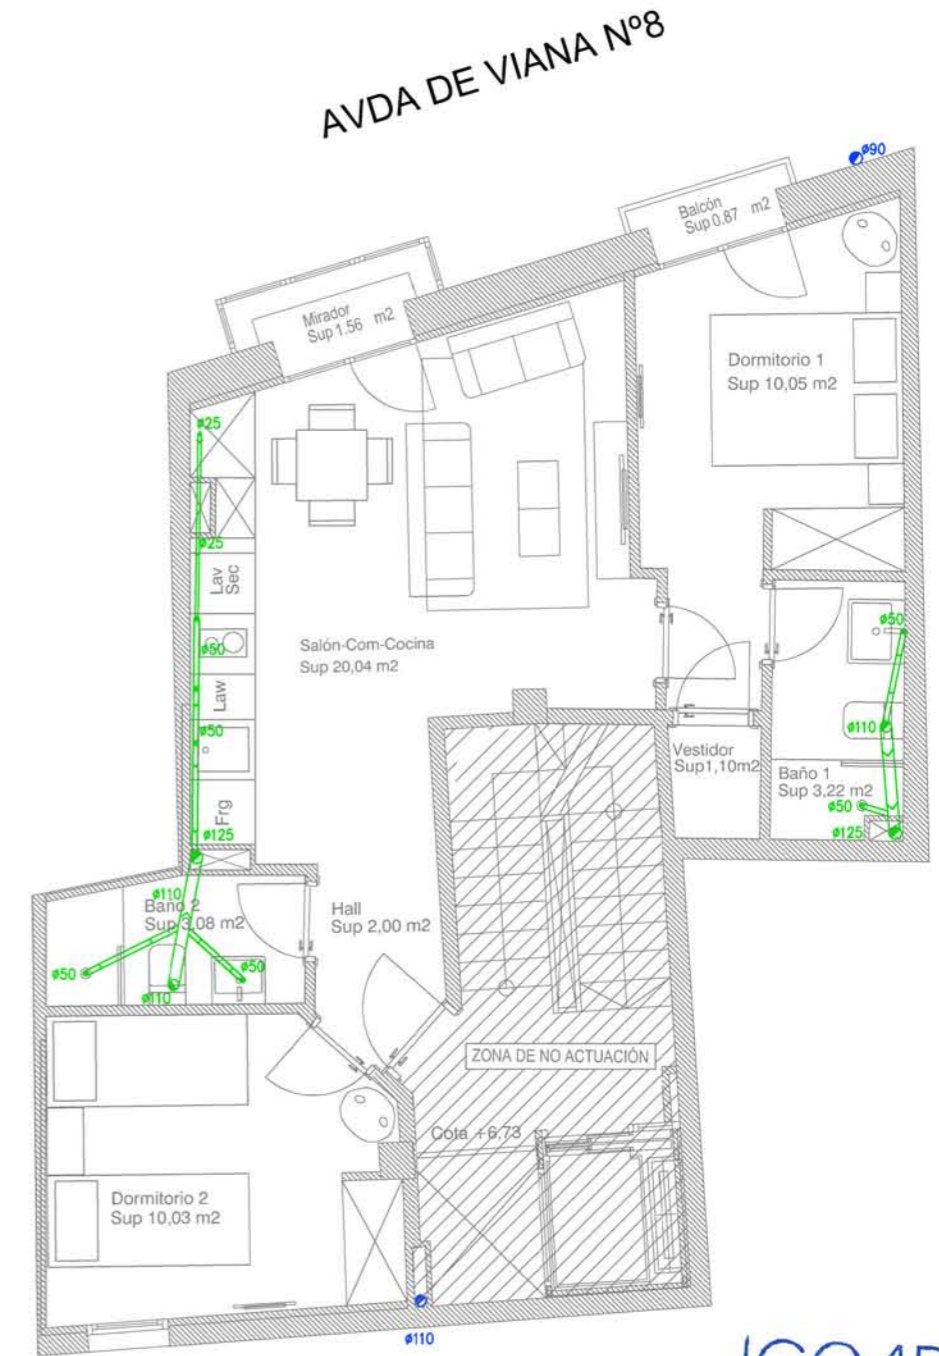 AVDA DE VIANA Nº8
ø90
Balcón
Sup 0.87 m2
Mirador
Sup 1.56 m2
Dormitorio 1
Sup 10,05 m2
ø25
ø25
Lav
Sec
ø50
Salón-Com-Cocina
Sup 20,04 m2
ø50
Law
ø50
ø110
Vestidor
Sup1,10m2
Baño 1
Sup 3,22 m2
Frg
ø50
ø125
ø125
ø110
Baño 2
Sup 3,08 m2
Hall
Sup 2,00 m2
ø50
ø50
ø110
ZONA DE NO ACTUACIÓN
Cota +6,73
Dormitorio 2
Sup 10,03 m2
ø110